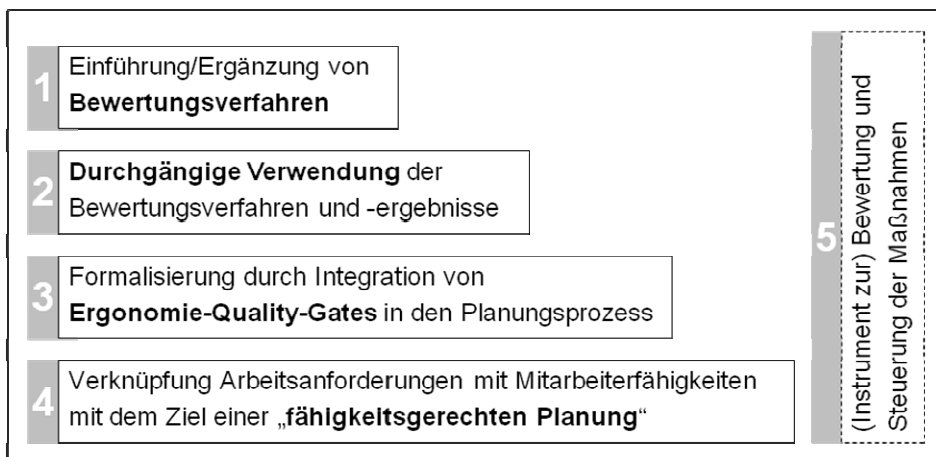 1
Einführung/Ergänzung von
Bewertungsverfahren
2
Durchgängige Verwendung der
Bewertungsverfahren und -ergebnisse
3
Formalisierung durch Integration von
Ergonomie-Quality-Gates in den Planungsprozess
4
Verknüpfung Arbeitsanforderungen mit Mitarbeiterfähigkeiten
mit dem Ziel einer „fähigkeitsgerechten Planung“
5
(Instrument zur) Bewertung und
Steuerung der Maßnahmen